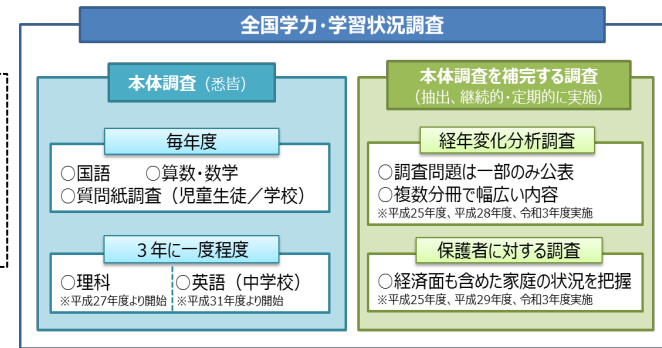 全国学力・学習状況調査
本体調査（悉皆）
毎年度
○国語　○算数・数学
○質問紙調査（児童生徒／学校）
３年に一度程度
○理科
※平成27年度より開始
○英語（中学校）
※平成31年度より開始
本体調査を補完する調査
（抽出、継続的・定期的に実施）
経年変化分析調査
○調査問題は一部のみ公表
○複数分冊で幅広い内容
※平成25年度、平成28年度、令和3年度実施
保護者に対する調査
○経済面も含めた家庭の状況を把握
※平成25年度、平成29年度、令和3年度実施